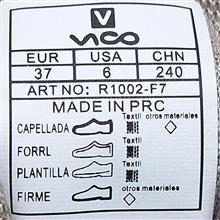 V
VICO
EUR USA CHN
37 6 240
ART NO: R1002-F7
MADE IN PRC
CAPELLADA Textil otros materiales
FORRL Textil
PLANTILLA
FIRME otros materiales